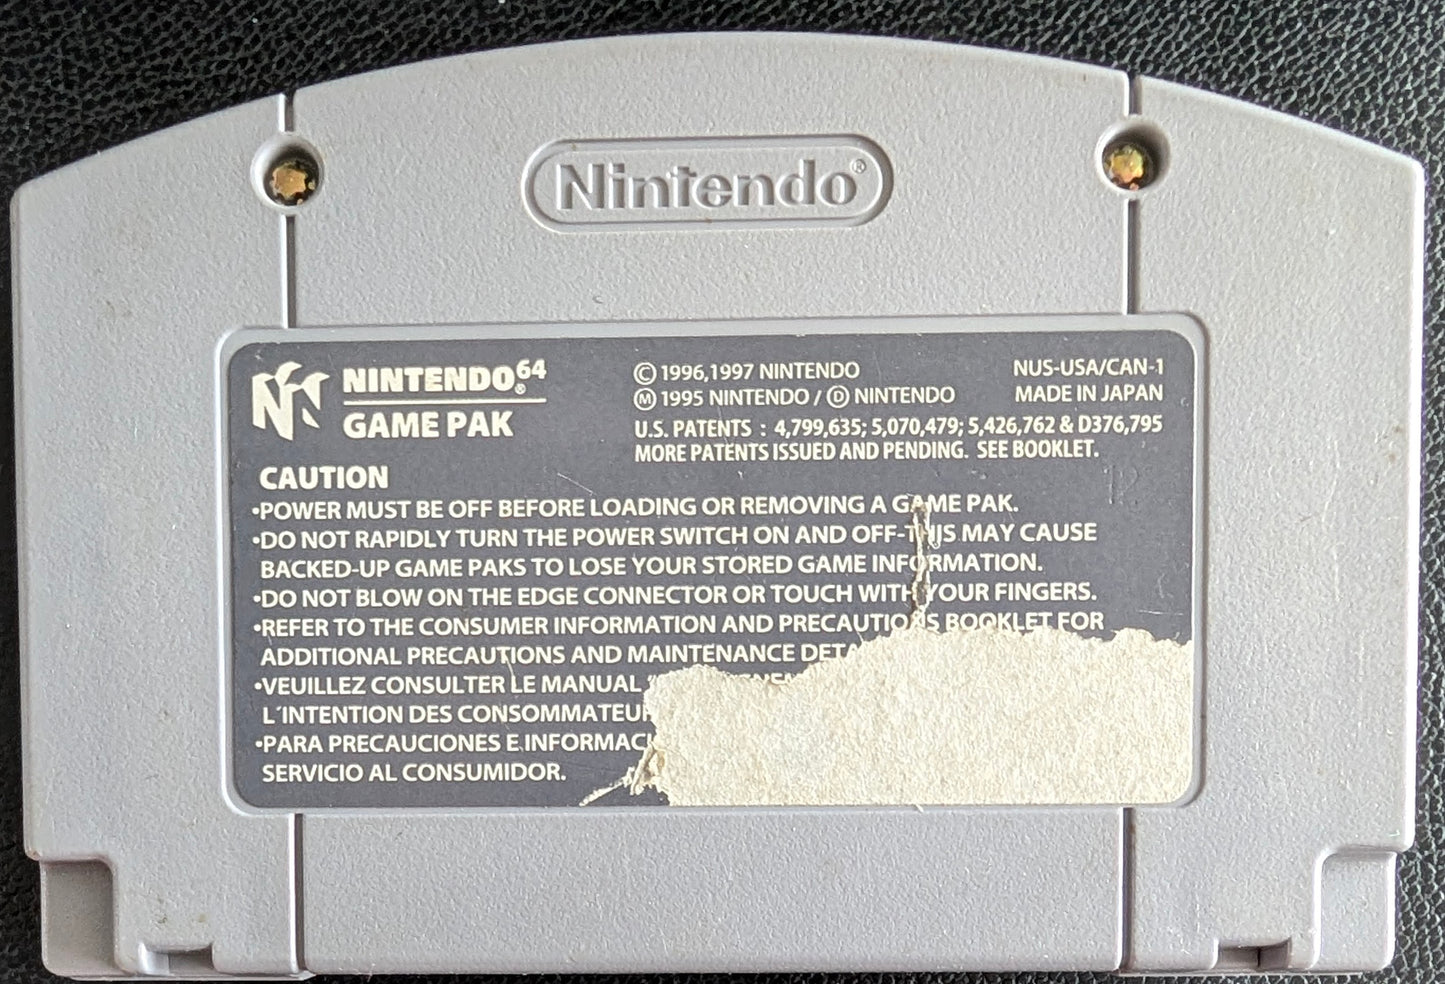 Nintendo®
NINTENDO64®
GAME PAK
© 1996,1997 NINTENDO
Ⓜ 1995 NINTENDO / Ⓓ NINTENDO
NUS-USA/CAN-1
MADE IN JAPAN
U.S. PATENTS : 4,799,635; 5,070,479; 5,426,762 & D376,795
MORE PATENTS ISSUED AND PENDING. SEE BOOKLET.
CAUTION
•POWER MUST BE OFF BEFORE LOADING OR REMOVING A GAME PAK.
•DO NOT RAPIDLY TURN THE POWER SWITCH ON AND OFF-THIS MAY CAUSE
BACKED-UP GAME PAKS TO LOSE YOUR STORED GAME INFORMATION.
•DO NOT BLOW ON THE EDGE CONNECTOR OR TOUCH WITH YOUR FINGERS.
•REFER TO THE CONSUMER INFORMATION AND PRECAUTIONS BOOKLET FOR
ADDITIONAL PRECAUTIONS AND MAINTENANCE
•VEUILLEZ CONSULTER LE MANUAL
L´INTENTION DES
•PARA PRECAUCIONES E
SERVICIO AL CONSUMIDOR.